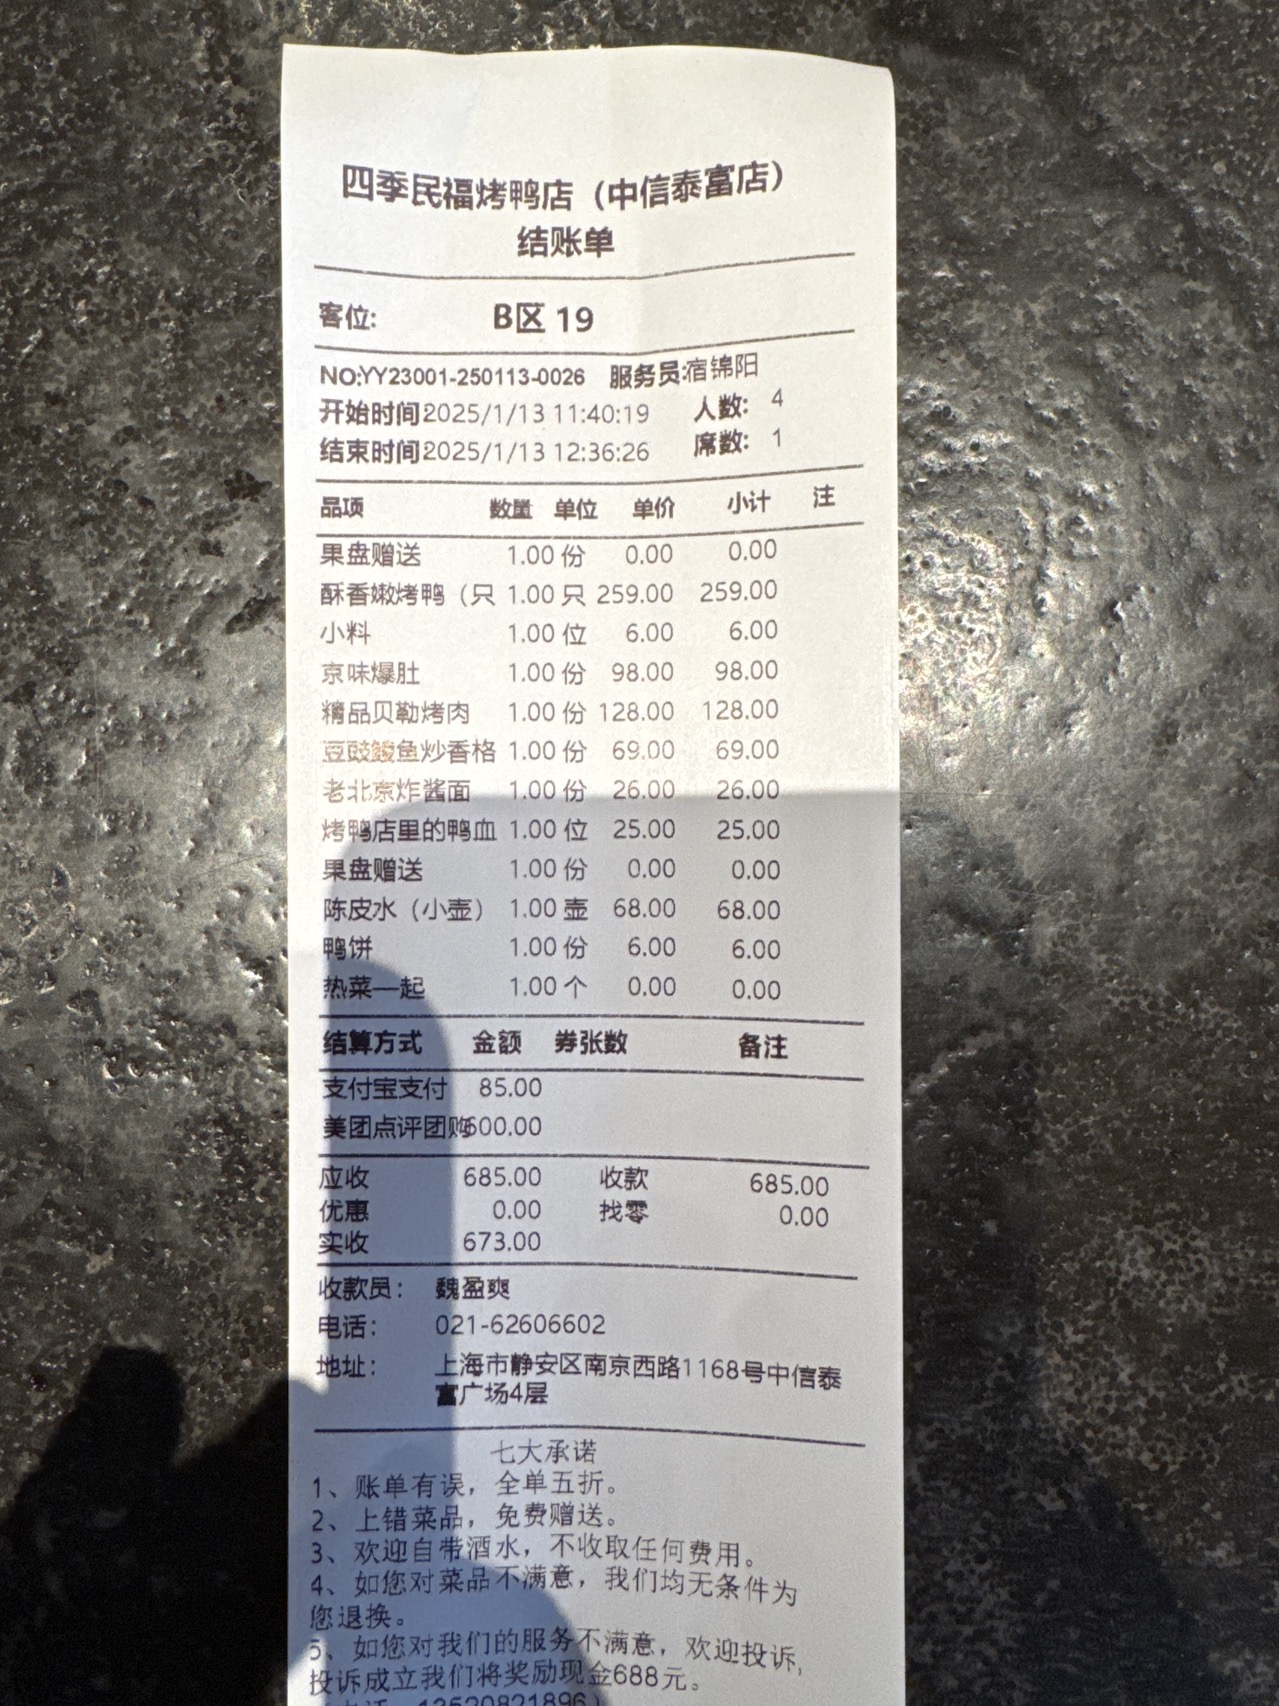 四季民福烤鸭店（中信泰富店）
结账单
客位: B区 19
NO:YY23001-250113-0026 服务员:宿锦阳
开始时间2025/1/13 11:40:19 人数: 4
结束时间2025/1/13 12:36:26 席数: 1
品项 数量 单位 单价 小计 注
果盘赠送 1.00 份 0.00 0.00
酥香嫩烤鸭（只 1.00 只 259.00 259.00
小料 1.00 位 6.00 6.00
京味爆肚 1.00 份 98.00 98.00
精品贝勒烤肉 1.00 份 128.00 128.00
豆豉鲮鱼炒香格 1.00 份 69.00 69.00
老北京炸酱面 1.00 份 26.00 26.00
烤鸭店里的鸭血 1.00 位 25.00 25.00
果盘赠送 1.00 份 0.00 0.00
陈皮水（小壶） 1.00 壶 68.00 68.00
鸭饼 1.00 份 6.00 6.00
热菜一起 1.00 个 0.00 0.00
结算方式 金额 券张数 备注
支付宝支付 85.00
美团点评团购600.00
应收 685.00 收款 685.00
优惠 0.00 找零 0.00
实收 673.00
收款员: 魏盈爽
电话: 021-62606602
地址: 上海市静安区南京西路1168号中信泰
富广场4层
七大承诺
1、账单有误，全单五折。
2、上错菜品，免费赠送。
3、欢迎自带酒水，不收取任何费用。
4、如您对菜品不满意，我们均无条件为
您退换。
5、如您对我们的服务不满意，欢迎投诉，
投诉成立我们将奖励现金688元。
（电话：13520821896）